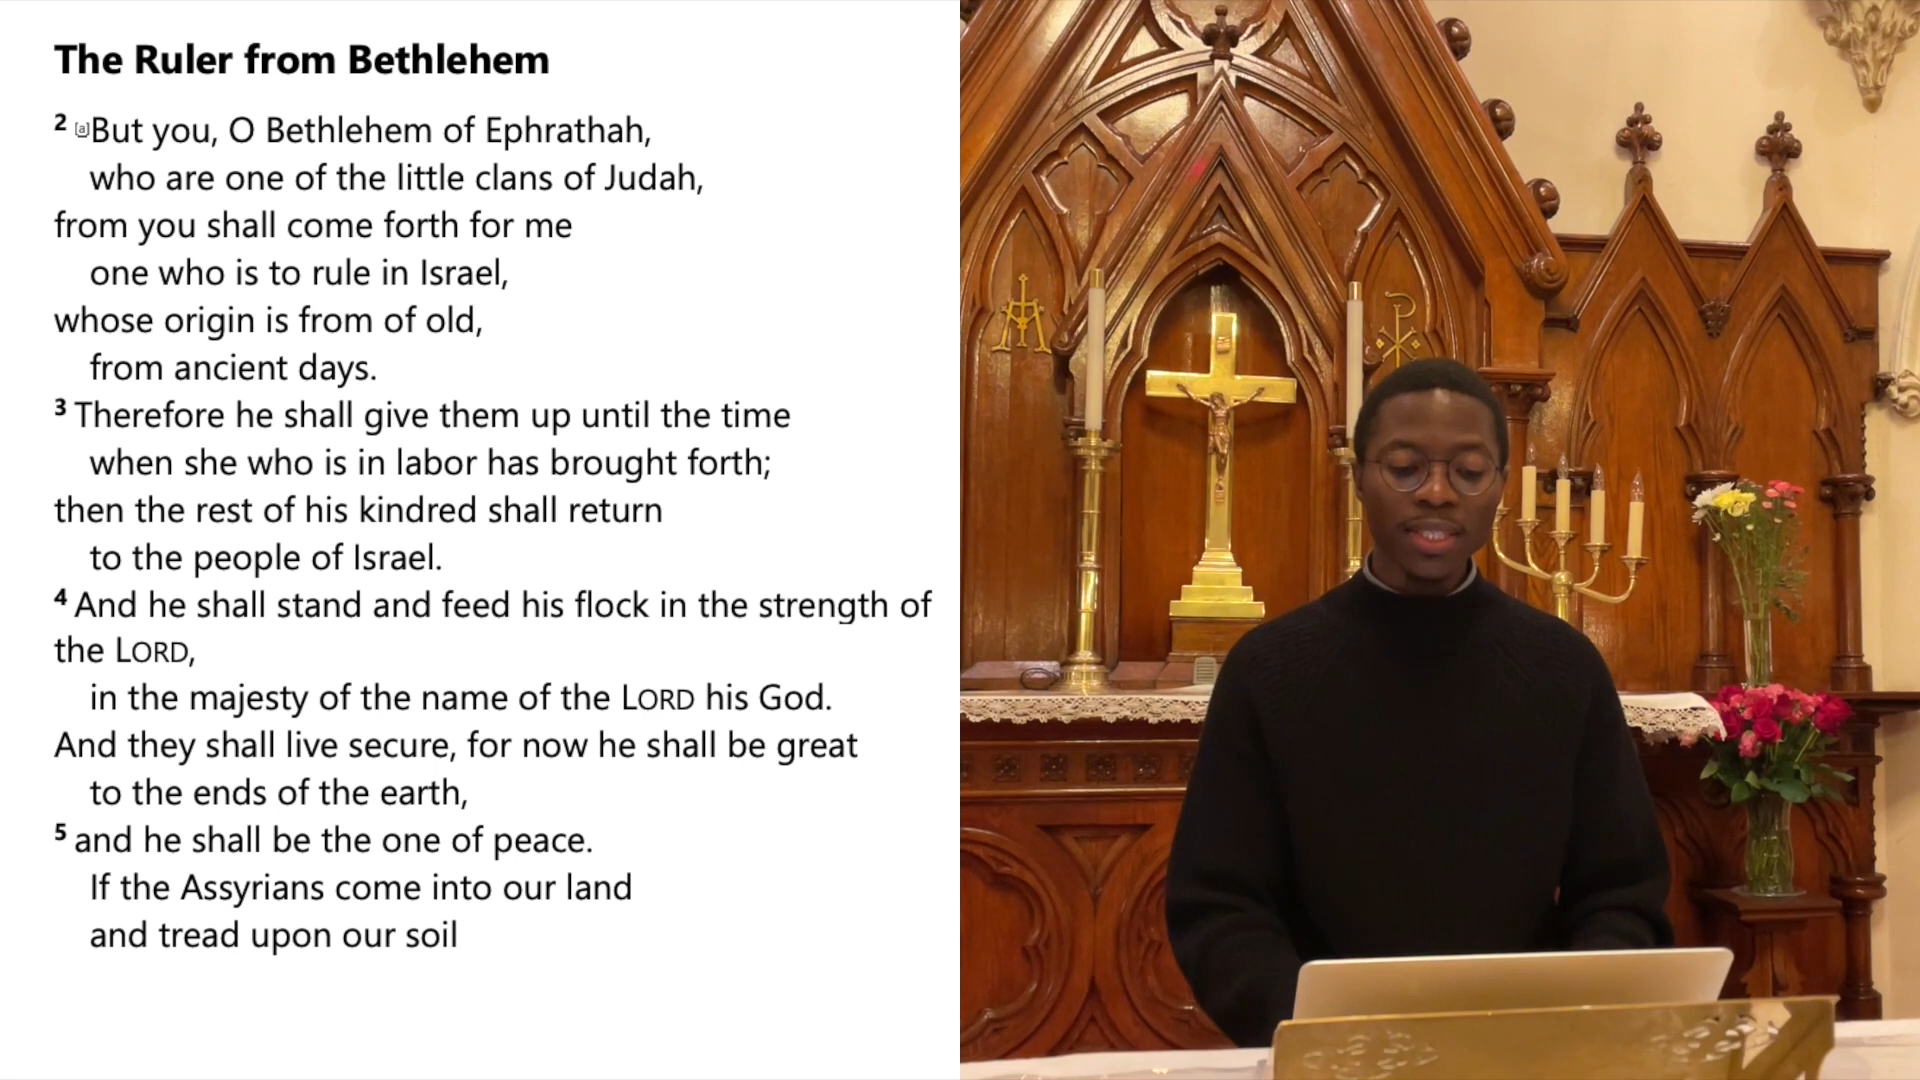 The Ruler from Bethlehem
2 [a]But you, O Bethlehem of Ephrathah,
who are one of the little clans of Judah,
from you shall come forth for me
one who is to rule in Israel,
whose origin is from of old,
from ancient days.
3 Therefore he shall give them up until the time
when she who is in labor has brought forth;
then the rest of his kindred shall return
to the people of Israel.
4 And he shall stand and feed his flock in the strength of
the LORD,
in the majesty of the name of the LORD his God.
And they shall live secure, for now he shall be great
to the ends of the earth,
5 and he shall be the one of peace.
If the Assyrians come into our land
and tread upon our soil